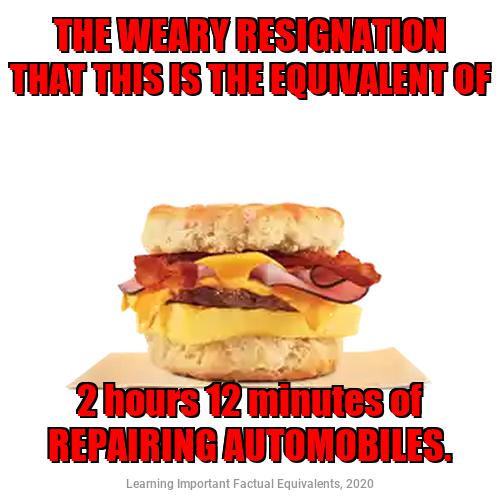 THE WEARY RESIGNATION
THAT THIS IS THE EQUIVALENT OF
2 hours 12 minutes of
REPAIRING AUTOMOBILES.
Learning Important Factual Equivalents, 2020